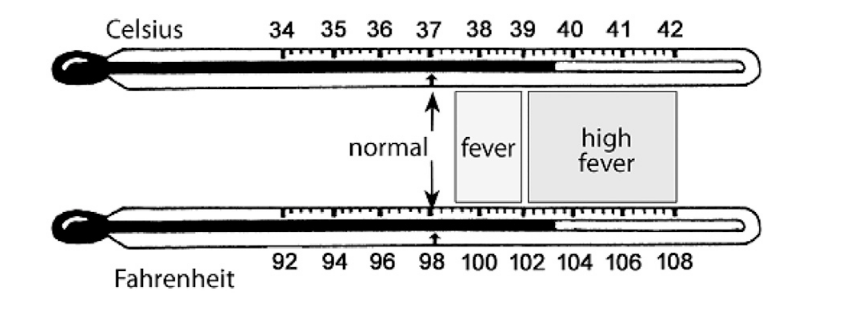 Celsius 34 35 36 37 38 39 40 41 42
normal fever high
fever
92 94 96 98 100 102 104 106 108
Fahrenheit